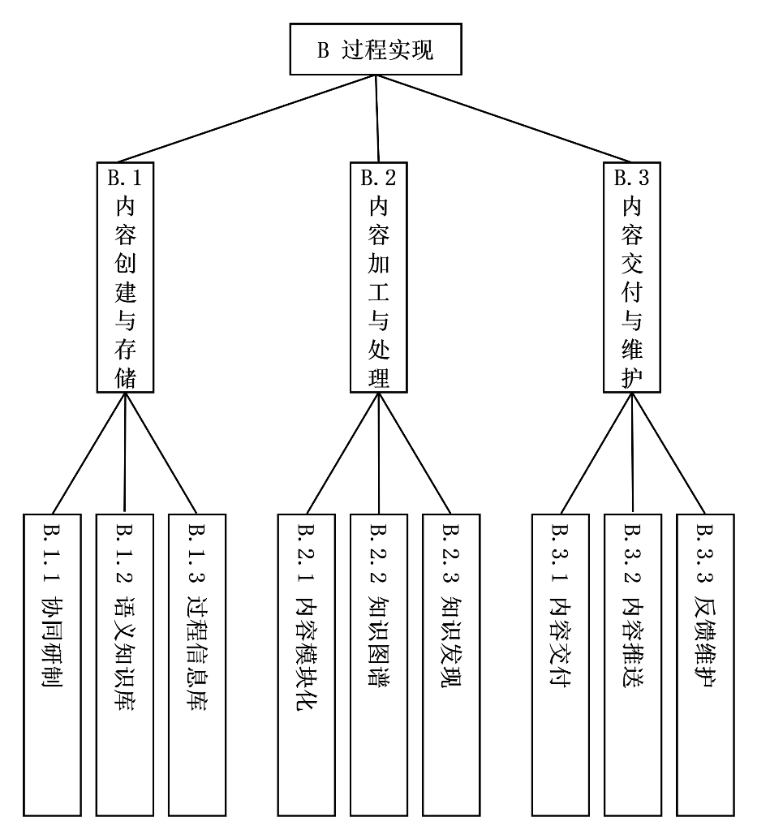 B 过程实现
B.1 内容创建与存储
B.2 内容加工与处理
B.3 内容交付与维护
B.1.1 协同研制
B.1.2 语义知识库
B.1.3 过程信息库
B.2.1 内容模块化
B.2.2 知识图谱
B.2.3 知识发现
B.3.1 内容交付
B.3.2 内容推送
B.3.3 反馈维护